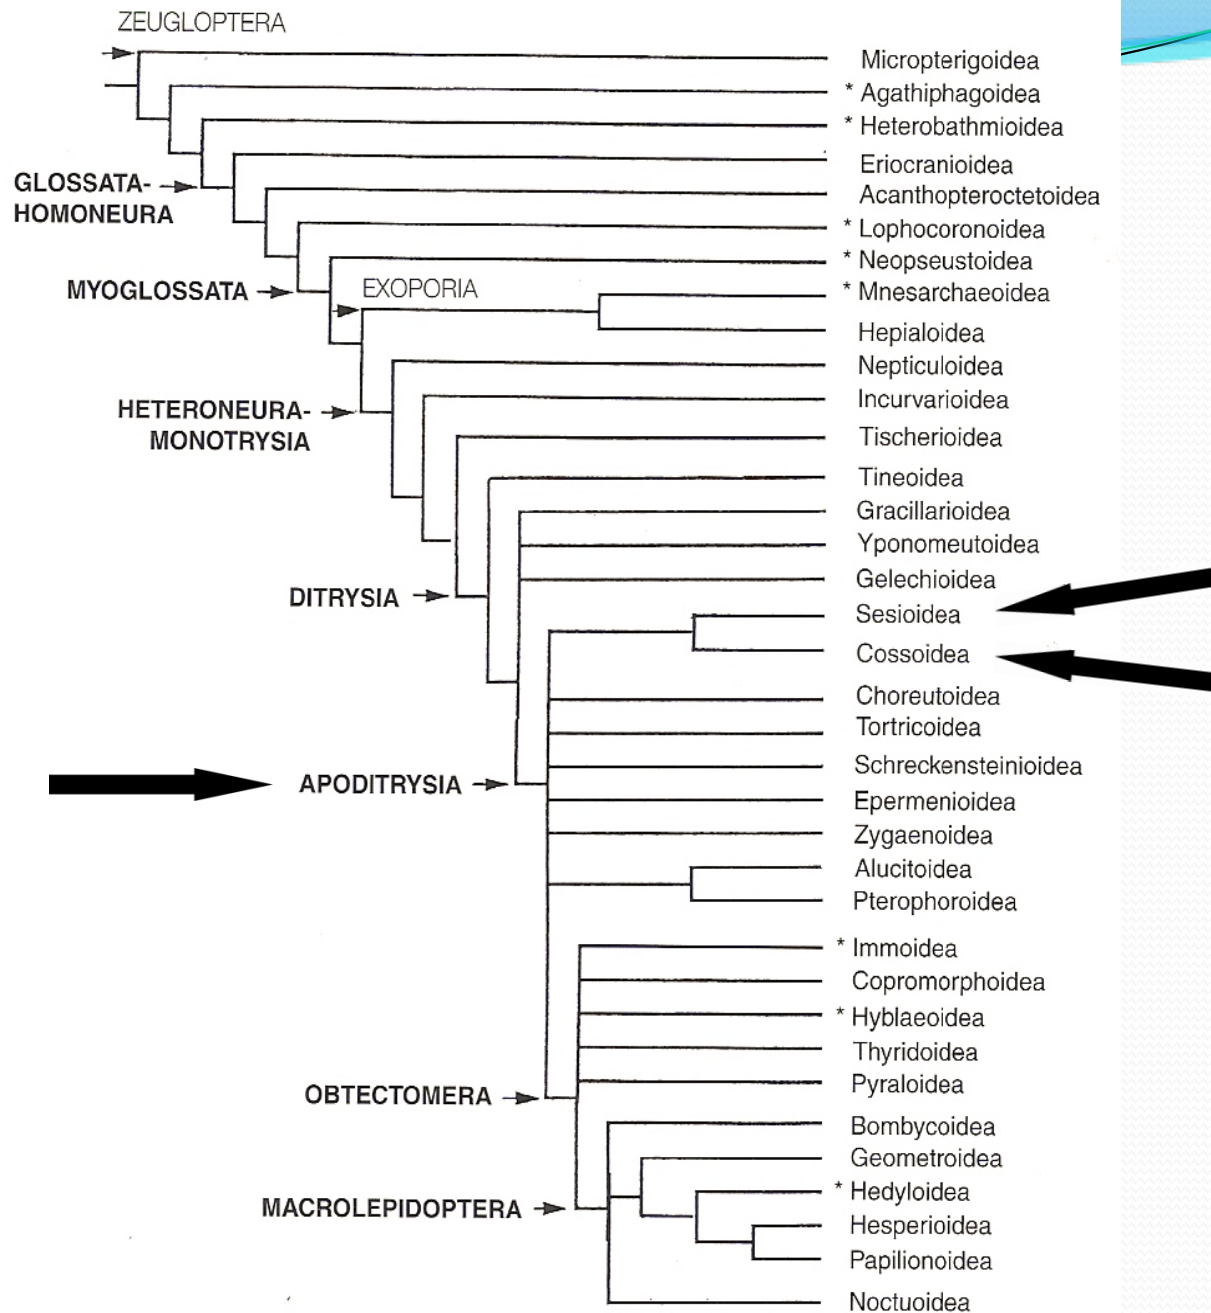 ZEUGLOPTERA
Micropterigoidea
* Agathiphagoidea
* Heterobathmioidea
Eriocranioidea
GLOSSATA-
HOMONEURA
Acanthopteroctetoidea
* Lophocoronoidea
* Neopseustoidea
MYOGLOSSATA
EXOPORIA
* Mnesarchaeoidea
Hepialoidea
Nepticuloidea
Incurvarioidea
HETERONEURA-
MONOTRYSIA
Tischerioidea
Tineoidea
Gracillarioidea
Yponomeutoidea
Gelechioidea
DITRYSIA
Sesioidea
Cossoidea
Choreutoidea
Tortricoidea
Schreckensteinioidea
APODITRYSIA
Epermenioidea
Zygaenoidea
Alucitoidea
Pterophoroidea
* Immoidea
Copromorphoidea
* Hyblaeoidea
Thyridoidea
Pyraloidea
OBTECTOMERA
Bombycoidea
Geometroidea
* Hedyloidea
MACROLEPIDOPTERA
Hesperioidea
Papilionoidea
Noctuoidea